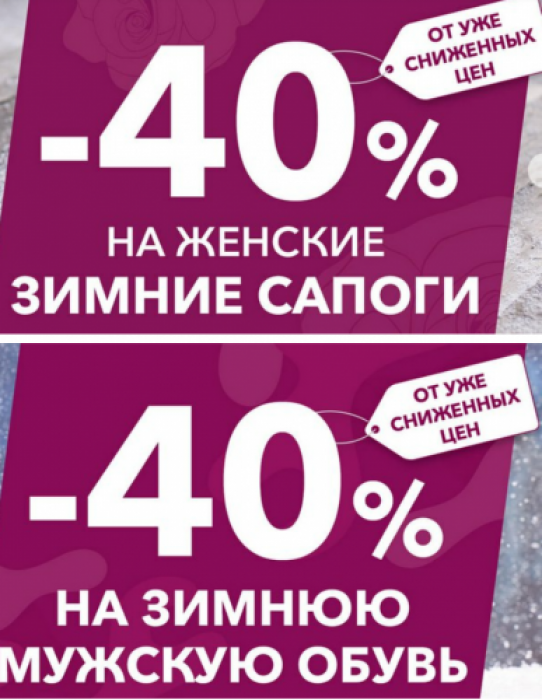 ОТ УЖЕ
СНИЖЕННЫХ
ЦЕН
-40%
НА ЖЕНСКИЕ
ЗИМНИЕ САПОГИ
ОТ УЖЕ
СНИЖЕННЫХ
ЦЕН
-40%
НА ЗИМНЮЮ
МУЖСКУЮ ОБУВЬ